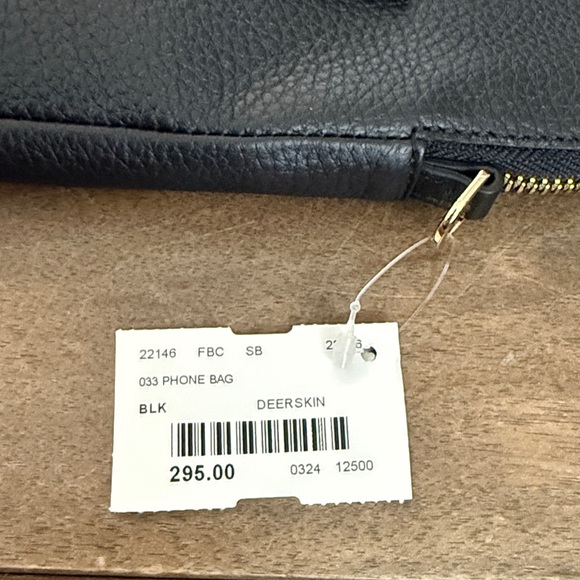 22146 FBC SB
033 PHONE BAG
BLK DEERSKIN
295.00 0324 12500